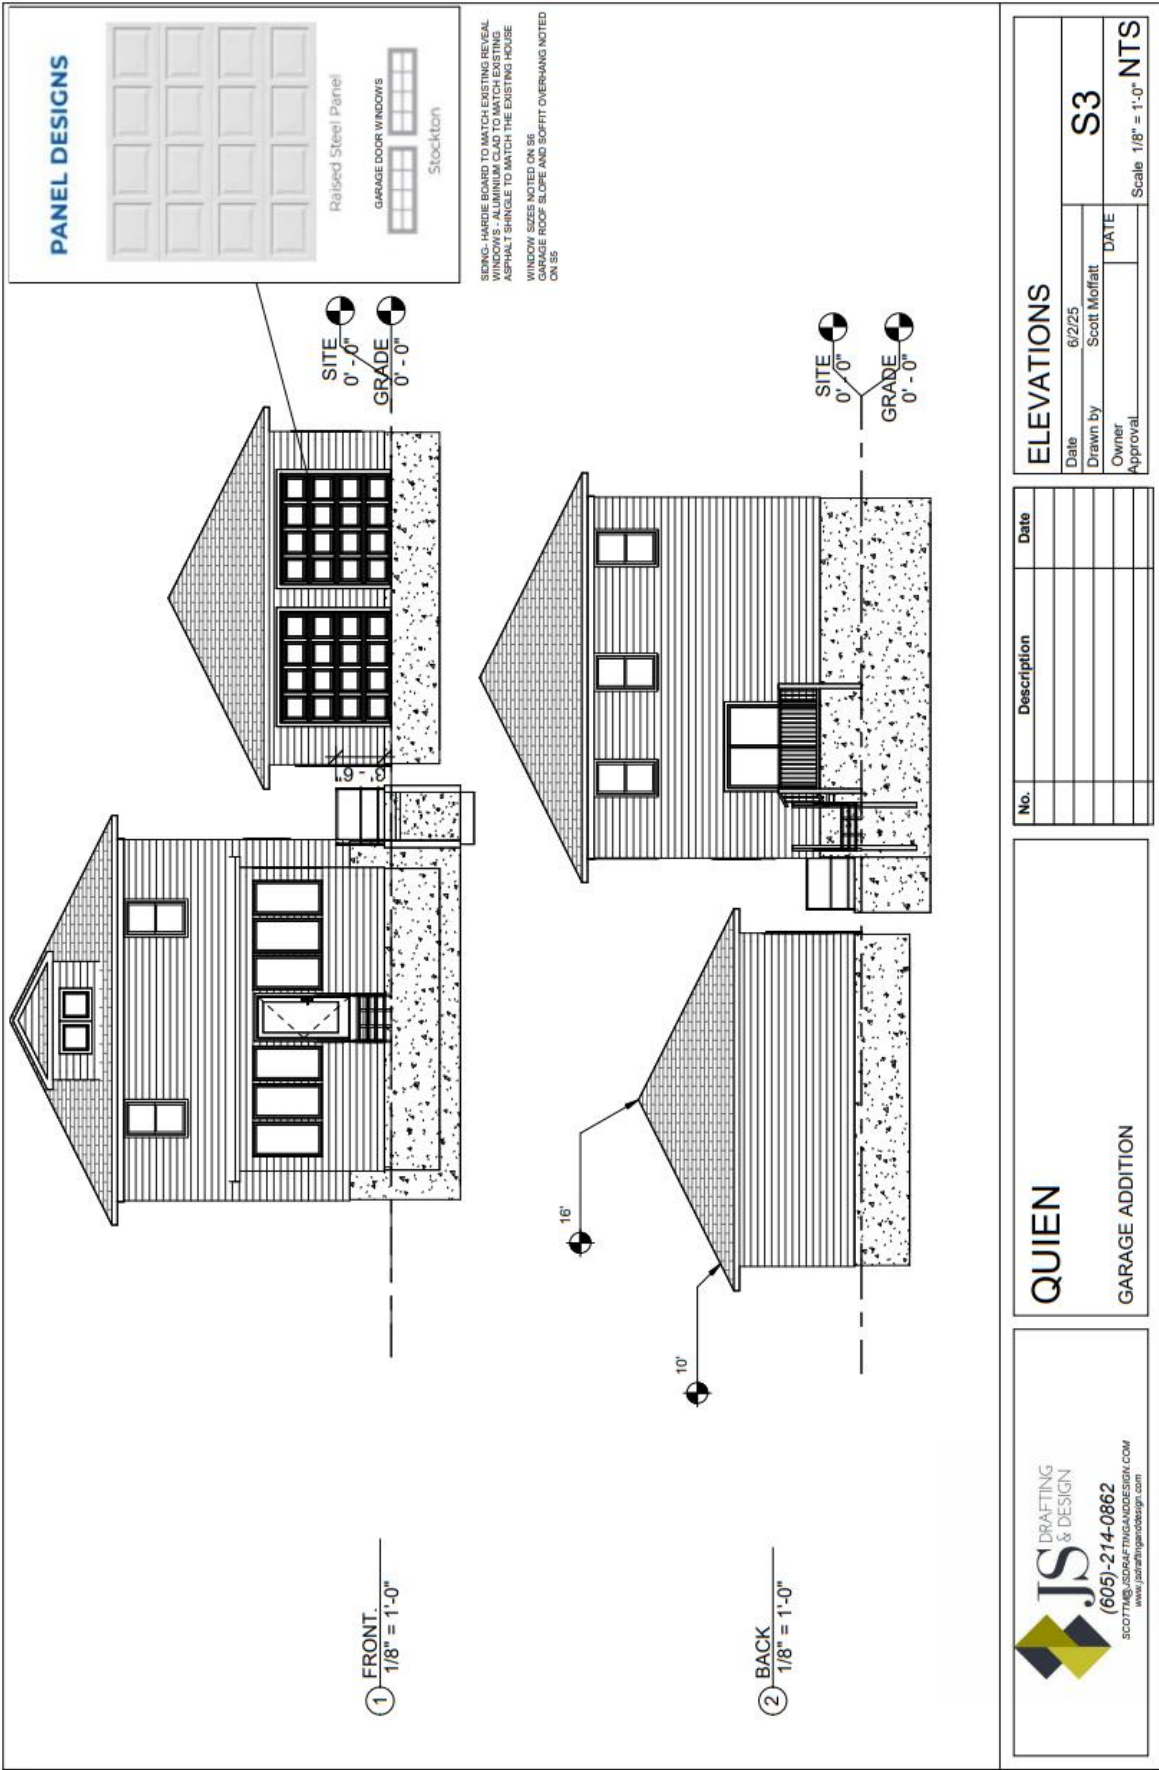 PANEL DESIGNS
Raised Steel Panel
GARAGE DOOR WINDOWS
Stockton
SIDING- HARDIE BOARD TO MATCH EXISTING REVEAL
WINDOWS - ALUMINIUM CLAD TO MATCH EXISTING
ASPHALT SHINGLE TO MATCH THE EXISTING HOUSE
WINDOW SIZES NOTED ON S6
GARAGE ROOF SLOPE AND SOFFIT OVERHANG NOTED
ON S5
SITE
0' - 0"
GRADE
0' - 0"
1
FRONT.
1/8" = 1'-0"
16'
10'
SITE
0' - 0"
GRADE
0' - 0"
2
BACK
1/8" = 1'-0"
JS DRAFTING
& DESIGN
(605)-214-0862
SCOTTM@JSDRAFTINGANDDESIGN.COM
www.jsdraftinganddesign.com
QUIEN
GARAGE ADDITION
No. Description Date
ELEVATIONS
Date 6/2/25
Drawn by Scott Moffatt
Owner
Approval
DATE
S3
Scale 1/8" = 1'-0" NTS